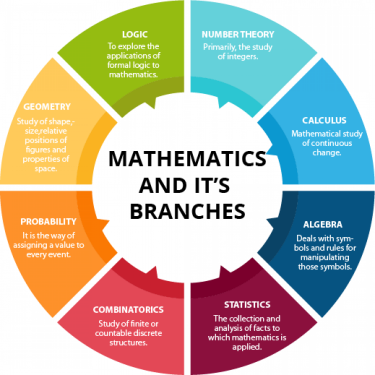 MATHEMATICS
AND IT'S
BRANCHES
LOGIC
To explore the
applications of
formal logic to
mathematics.
NUMBER THEORY
Primarily, the study
of integers.
CALCULUS
Mathematical study
of continuous
change.
ALGEBRA
Deals with sym-
bols and rules for
manipulating
those symbols.
STATISTICS
The collection and
analysis of facts to
which mathematics is
applied.
COMBINATORICS
Study of finite or
countable discrete
structures.
PROBABILITY
It is the way of
assigning a value to
every event.
GEOMETRY
Study of shape,-
size,relative
positions of
figures and
properties of
space.